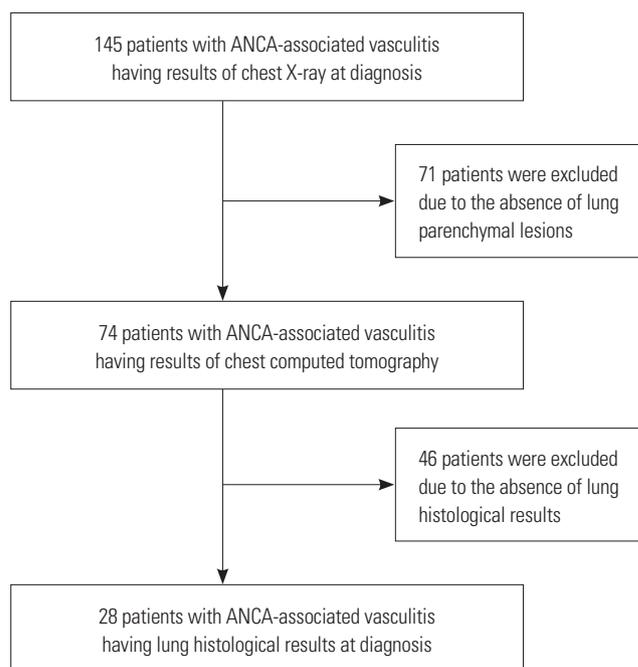 145 patients with ANCA-associated vasculitis
having results of chest X-ray at diagnosis
71 patients were excluded
due to the absence of lung
parenchymal lesions
74 patients with ANCA-associated vasculitis
having results of chest computed tomography
46 patients were excluded
due to the absence of lung
histological results
28 patients with ANCA-associated vasculitis
having lung histological results at diagnosis